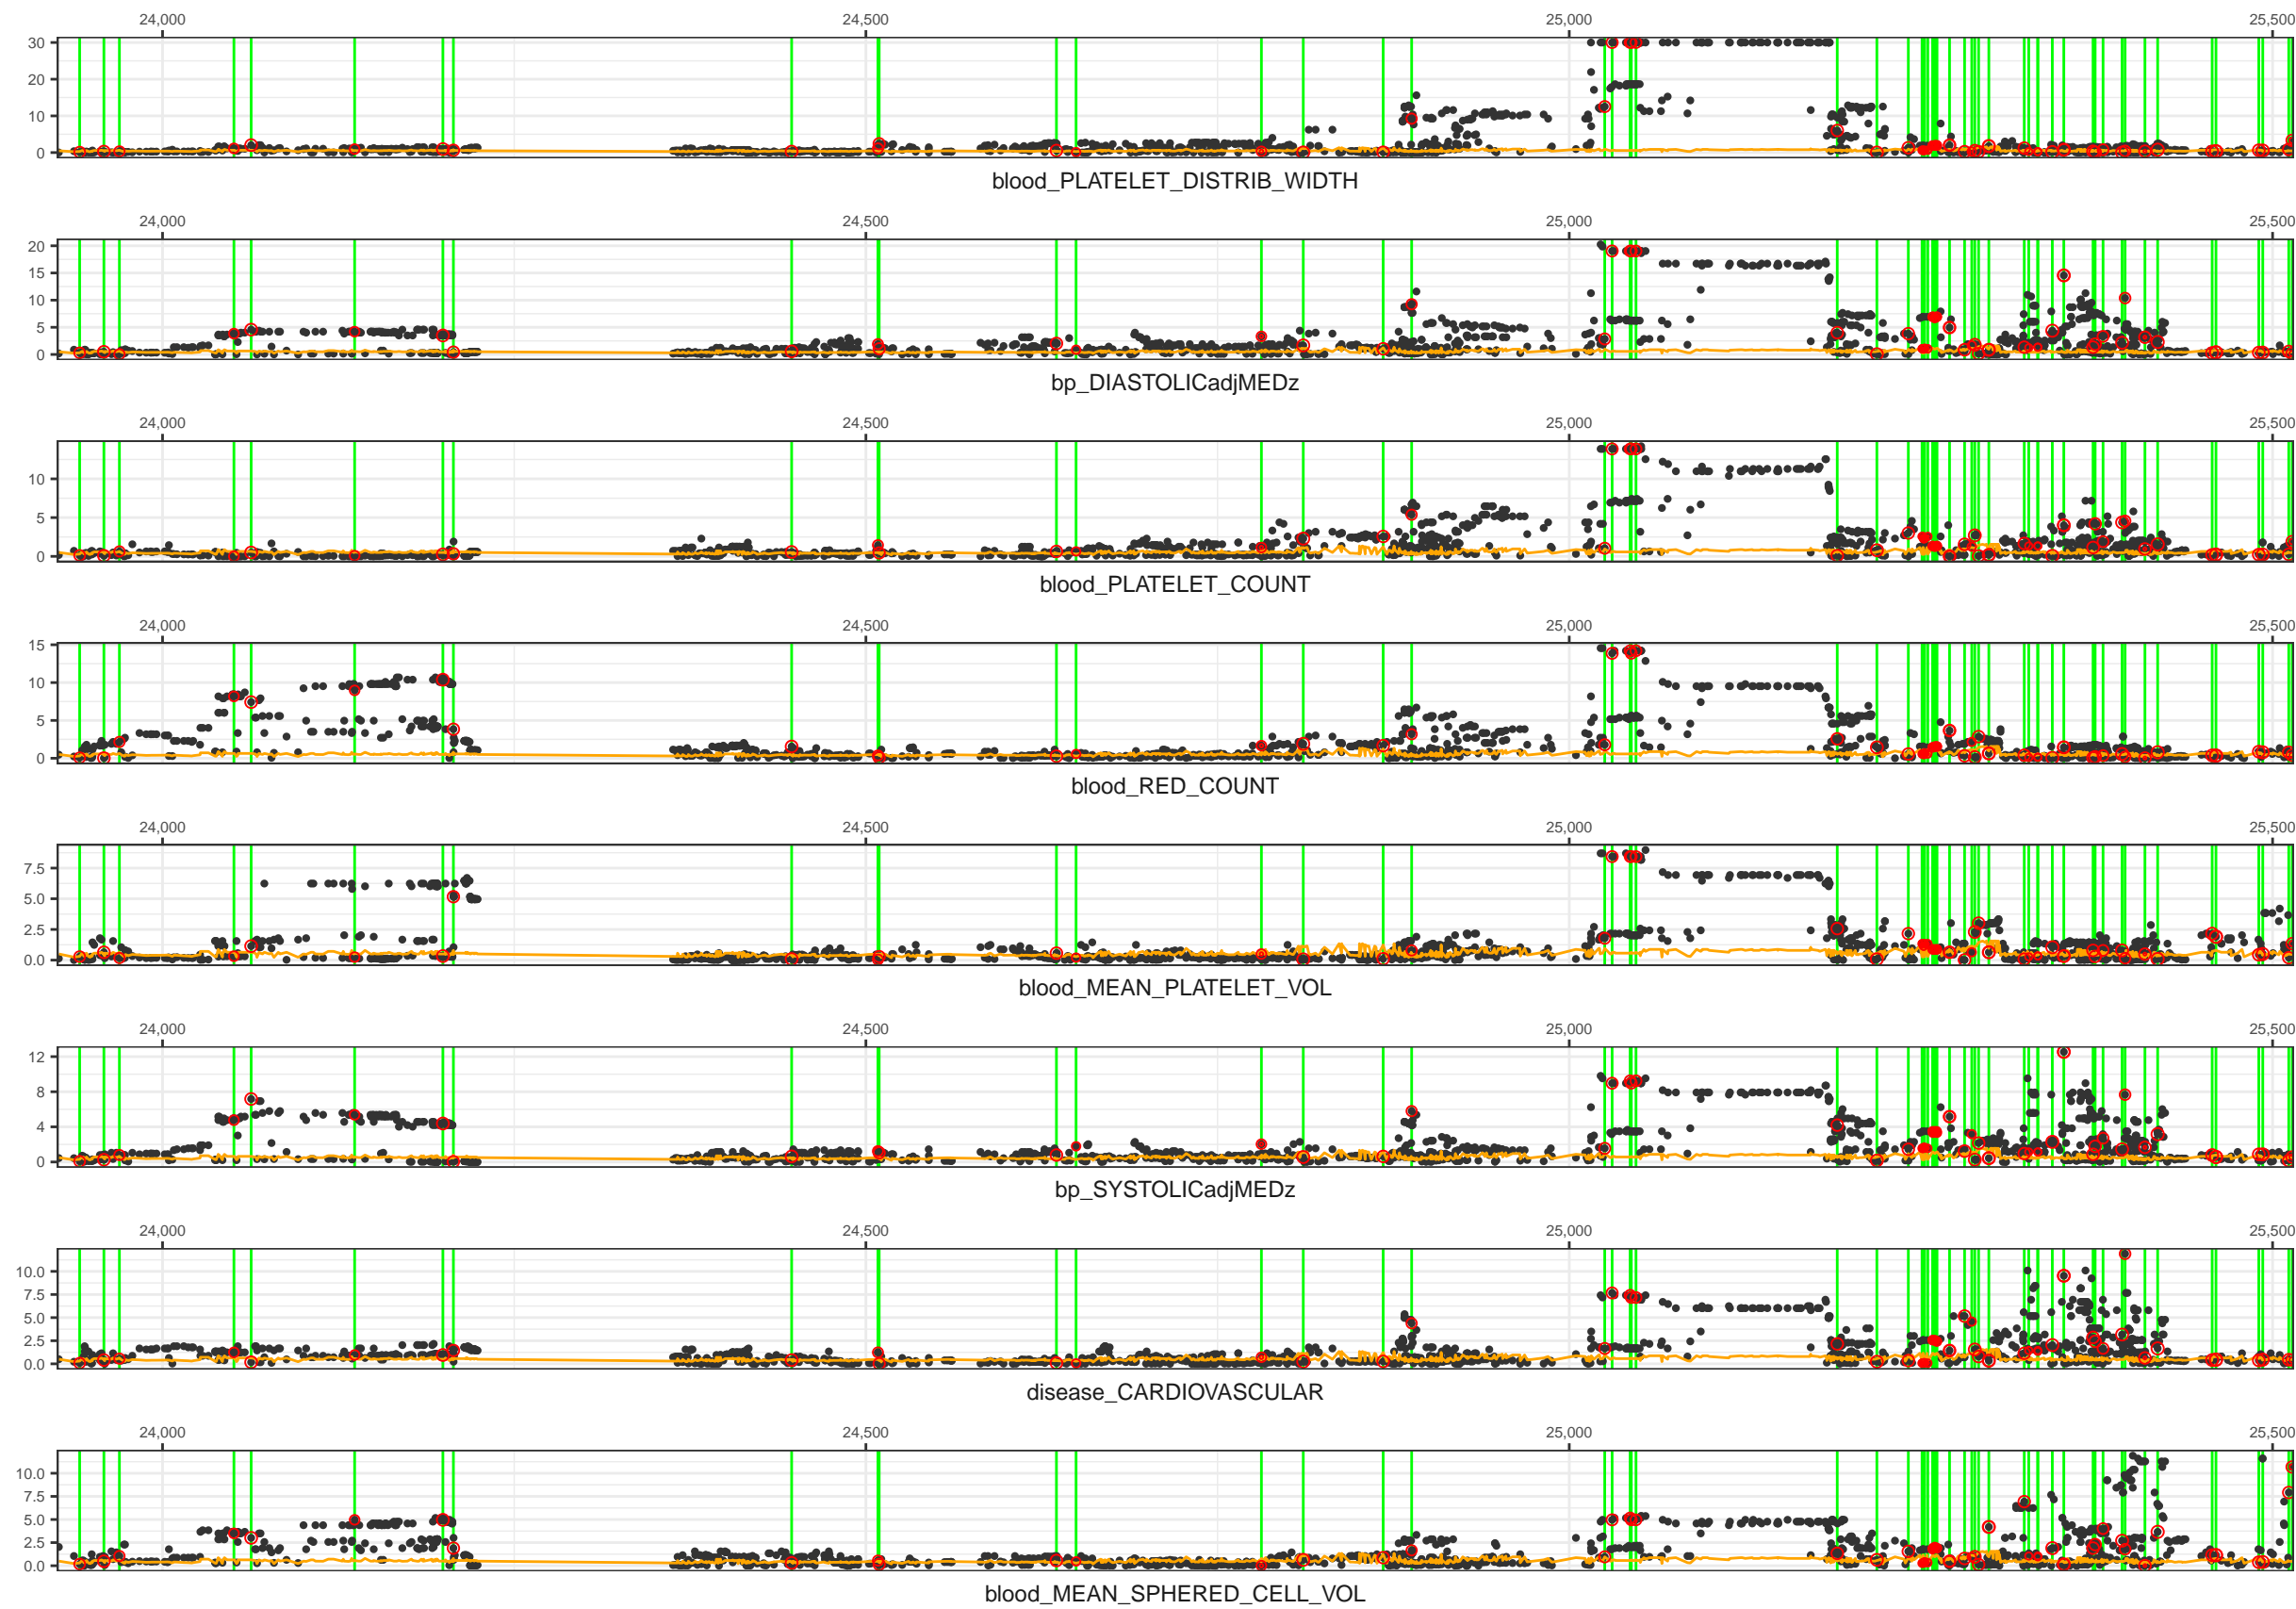 24,000 24,500 25,000 25,500
30
20
10
0
blood_PLATELET_DISTRIB_WIDTH
24,000 24,500 25,000 25,500
20
15
10
5
0
bp_DIASTOLICadjMEDz
24,000 24,500 25,000 25,500
10
5
0
blood_PLATELET_COUNT
24,000 24,500 25,000 25,500
15
10
5
0
blood_RED_COUNT
24,000 24,500 25,000 25,500
7.5
5.0
2.5
0.0
blood_MEAN_PLATELET_VOL
24,000 24,500 25,000 25,500
12
8
4
0
bp_SYSTOLICadjMEDz
24,000 24,500 25,000 25,500
10.0
7.5
5.0
2.5
0.0
disease_CARDIOVASCULAR
24,000 24,500 25,000 25,500
10.0
7.5
5.0
2.5
0.0
blood_MEAN_SPHERED_CELL_VOL